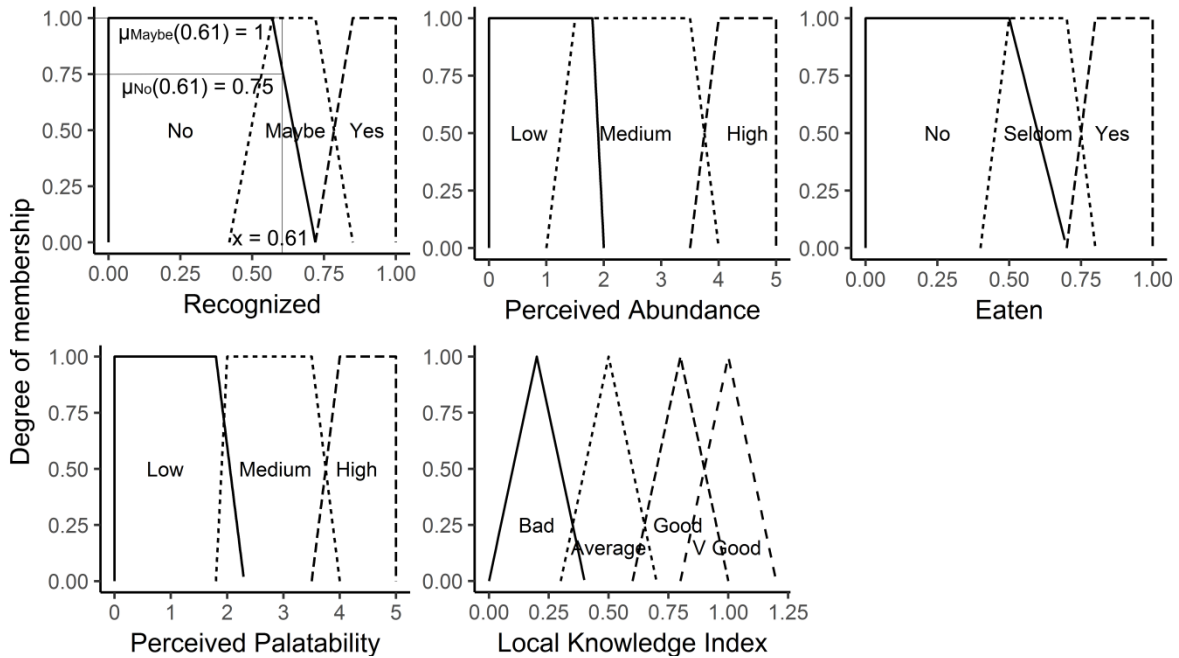 Degree of membership
1.00
0.75
0.50
0.25
0.00
μMaybe(0.61) = 1
μNo(0.61) = 0.75
No
Maybe
Yes
x = 0.61
0.00 0.25 0.50 0.75 1.00
Recognized
1.00
0.75
0.50
0.25
0.00
Low
Medium
High
0 1 2 3 4 5
Perceived Abundance
1.00
0.75
0.50
0.25
0.00
No
Seldom
Yes
0.00 0.25 0.50 0.75 1.00
Eaten
1.00
0.75
0.50
0.25
0.00
Low
Medium
High
0 1 2 3 4 5
Perceived Palatability
1.00
0.75
0.50
0.25
0.00
Bad
Average
Good
V Good
0.00 0.25 0.50 0.75 1.00 1.25
Local Knowledge Index